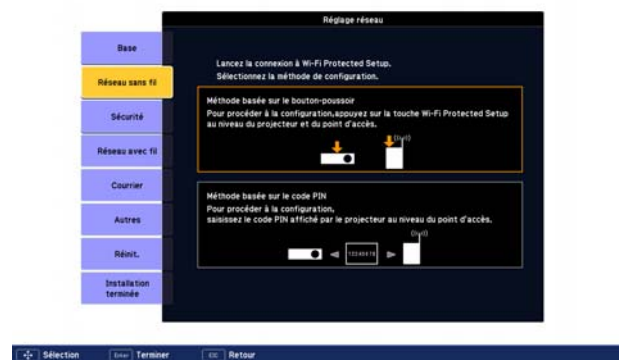 Réglage réseau
Base
Réseau sans fil
Sécurité
Réseau avec fil
Courrier
Autres
Réinit.
Installation
terminée
Lancez la connexion à Wi-Fi Protected Setup.
Sélectionnez la méthode de configuration.
Méthode basée sur le bouton-poussoir
Pour procéder à la configuration,appuyez sur la touche Wi-Fi Protected Setup
au niveau du projecteur et du point d'accès.
Méthode basée sur le code PIN
Pour procéder à la configuration,
saisissez le code PIN affiché par le projecteur au niveau du point d'accès.
12345678
Sélection Enter Terminer ESC Retour